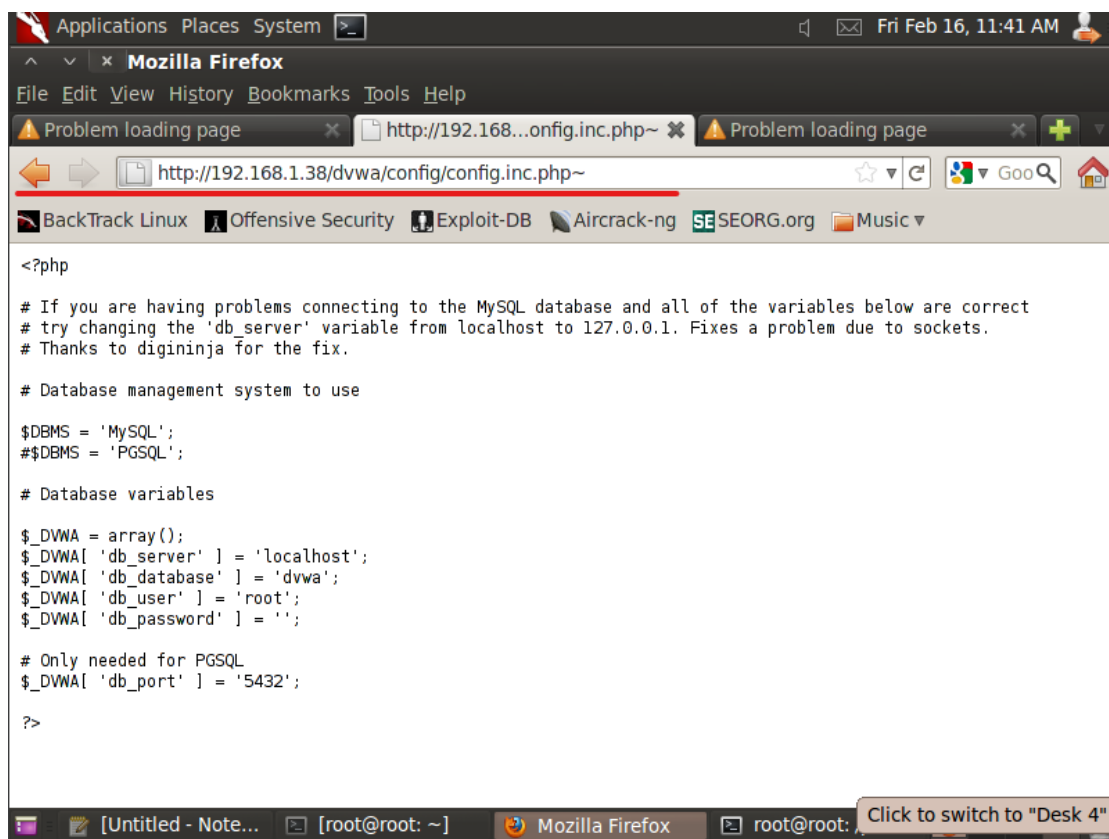 Applications Places System Fri Feb 16, 11:41 AM
Mozilla Firefox
File Edit View History Bookmarks Tools Help
Problem loading page http://192.168...onfig.inc.php~ Problem loading page
http://192.168.1.38/dvwa/config/config.inc.php~ Goo
BackTrack Linux Offensive Security Exploit-DB Aircrack-ng SE SEORG.org Music
<?php
# If you are having problems connecting to the MySQL database and all of the variables below are correct
# try changing the 'db_server' variable from localhost to 127.0.0.1. Fixes a problem due to sockets.
# Thanks to digininja for the fix.
# Database management system to use
$DBMS = 'MySQL';
#$DBMS = 'PGSQL';
# Database variables
$_DVWA = array();
$_DVWA[ 'db_server' ] = 'localhost';
$_DVWA[ 'db_database' ] = 'dvwa';
$_DVWA[ 'db_user' ] = 'root';
$_DVWA[ 'db_password' ] = '';
# Only needed for PGSQL
$_DVWA[ 'db_port' ] = '5432';
?>
Click to switch to "Desk 4"
[Untitled - Note... [root@root: ~] Mozilla Firefox root@root: